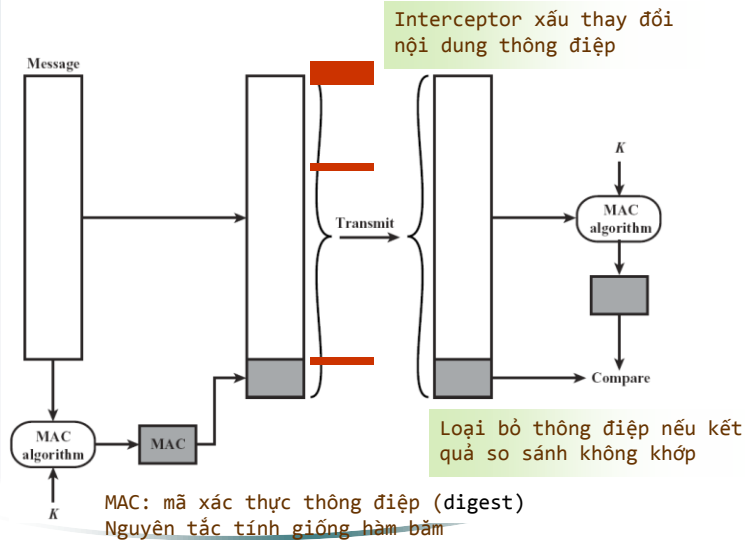 Interceptor xấu thay đổi
nội dung thông điệp
Message
K
MAC
algorithm
Transmit
Compare
MAC
algorithm
MAC
K
Loại bỏ thông điệp nếu kết
quả so sánh không khớp
MAC: mã xác thực thông điệp (digest)
Nguyên tắc tính giống hàm băm